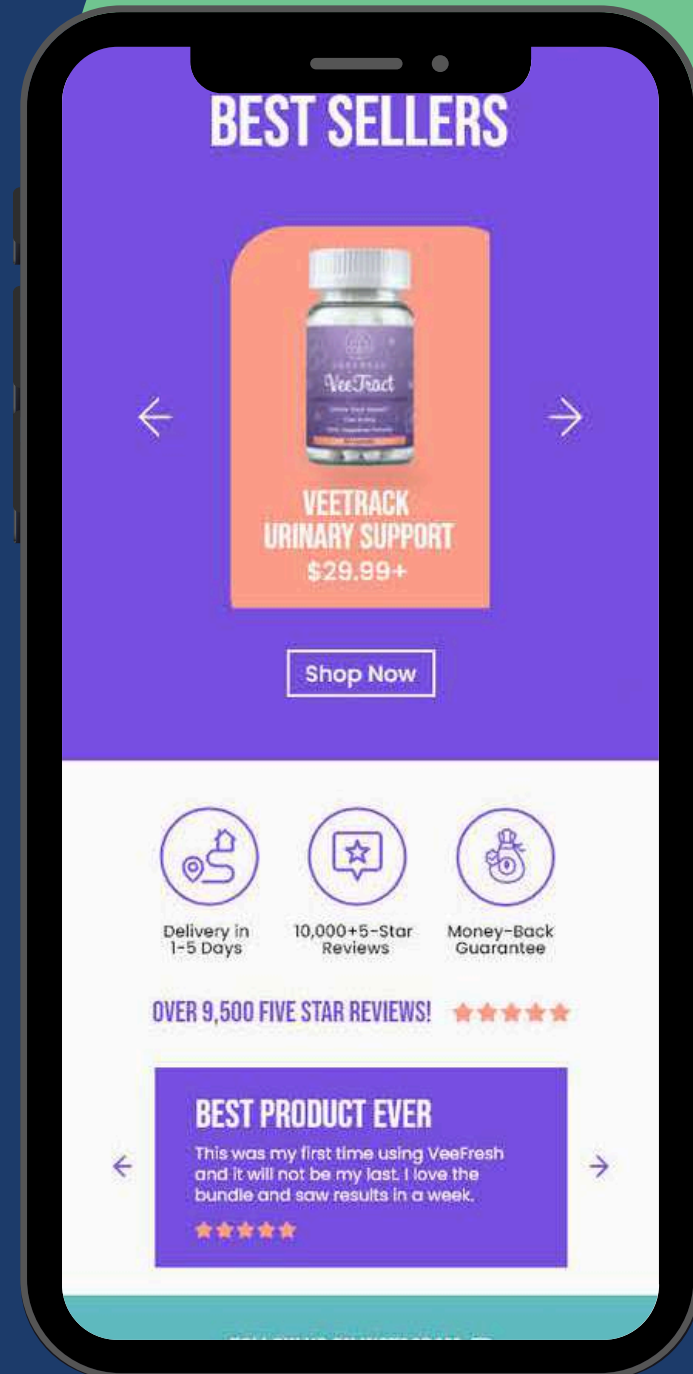 BEST SELLERS
VeeTract
VEETRACK
URINARY SUPPORT
$29.99+
Shop Now
Delivery in
1-5 Days
10,000+5-Star
Reviews
Money-Back
Guarantee
OVER 9,500 FIVE STAR REVIEWS!
BEST PRODUCT EVER
This was my first time using VeeFresh
and it will not be my last. I love the
bundle and saw results in a week.